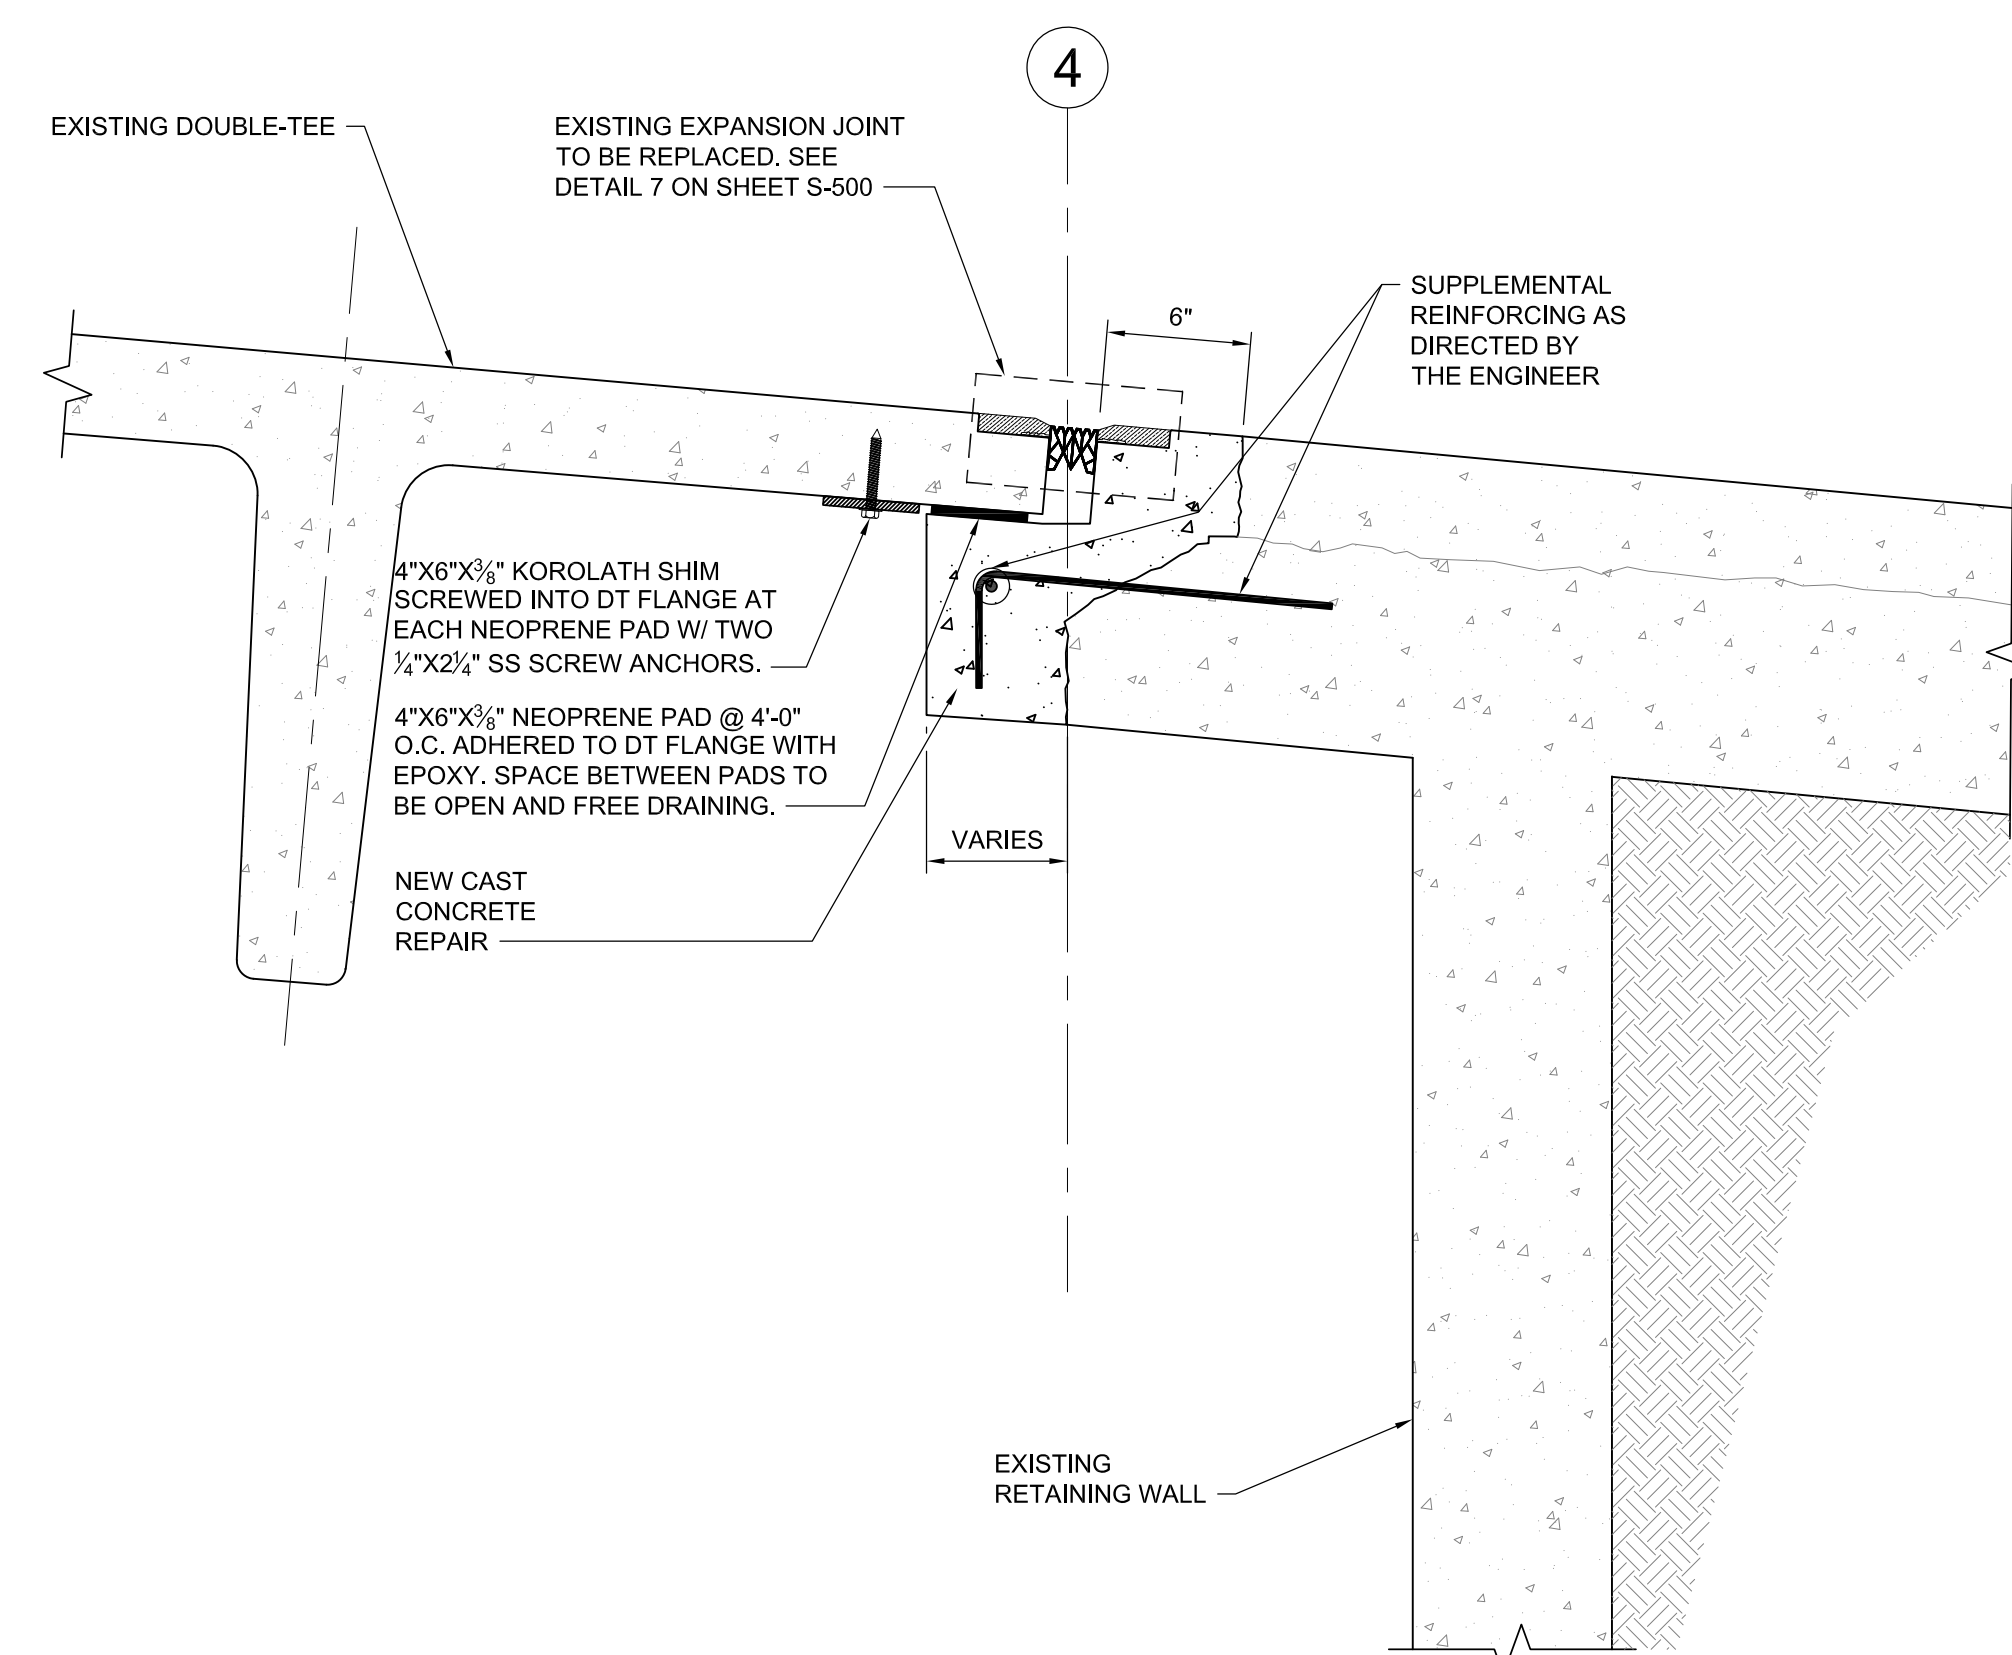 4
EXISTING DOUBLE-TEE
EXISTING EXPANSION JOINT
TO BE REPLACED. SEE
DETAIL 7 ON SHEET S-500
SUPPLEMENTAL
REINFORCING AS
DIRECTED BY
THE ENGINEER
6"
4"X6"X3/8" KOROLATH SHIM
SCREWED INTO DT FLANGE AT
EACH NEOPRENE PAD W/ TWO
1/4"X2 1/4" SS SCREW ANCHORS.
4"X6"X3/8" NEOPRENE PAD @ 4'-0"
O.C. ADHERED TO DT FLANGE WITH
EPOXY. SPACE BETWEEN PADS TO
BE OPEN AND FREE DRAINING.
VARIES
NEW CAST
CONCRETE
REPAIR
EXISTING
RETAINING WALL